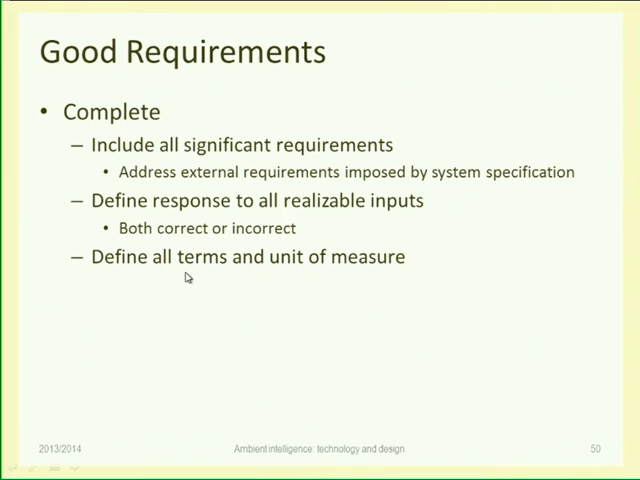 Good Requirements
• Complete
– Include all significant requirements
• Address external requirements imposed by system specification
– Define response to all realizable inputs
• Both correct or incorrect
– Define all terms and unit of measure
2013/2014 Ambient intelligence: technology and design 50